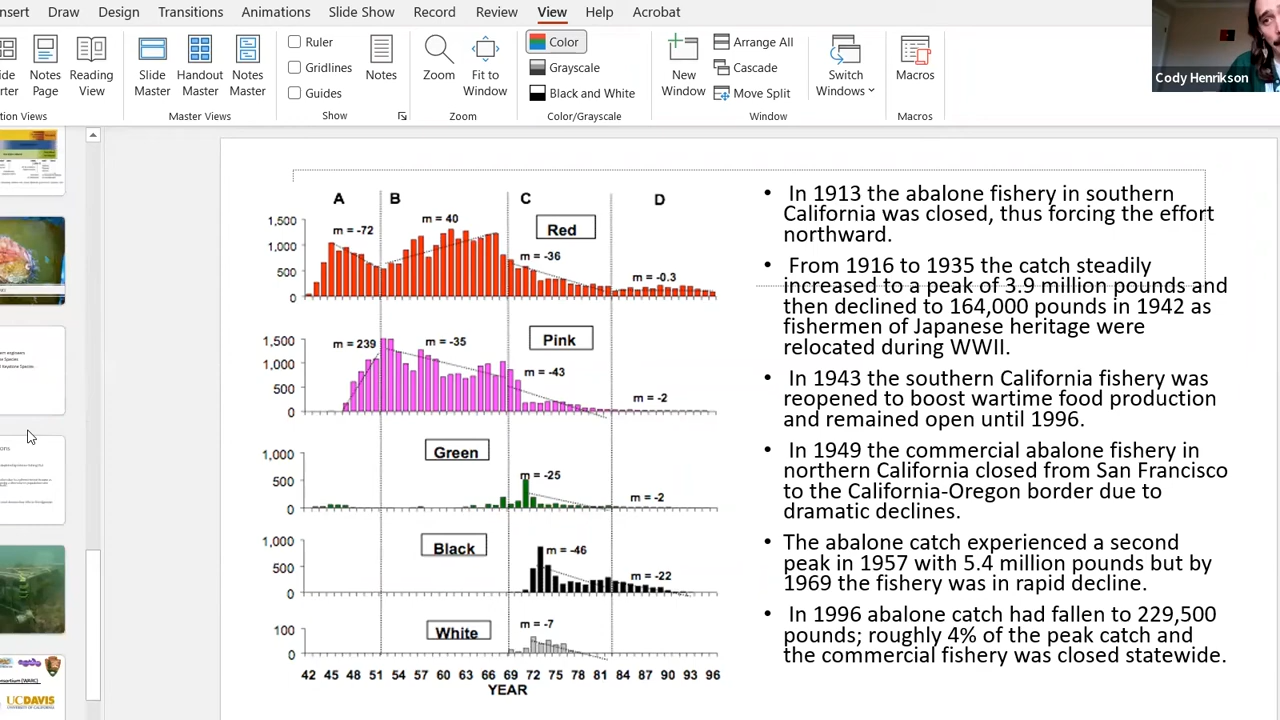 nsert Draw Design Transitions Animations Slide Show Record Review View Help Acrobat
Notes Page
Reading View
Slide Master
Handout Master
Notes Master
Ruler
Gridlines
Guides
Notes
Zoom
Fit to Window
Color
Grayscale
Black and White
New Window
Arrange All
Cascade
Move Split
Switch Windows
Macros
Cody Henrikson
Master Views
Show
Zoom
Color/Grayscale
Window
Macros
A B C D
1,500
1,000
500
0
m = -72
m = 40
m = -36
m = -0.3
Red
1,500
1,000
500
0
m = 239
m = -35
m = -43
m = -2
Pink
1,000
500
0
Green
m = -25
m = -2
1,000
500
0
Black
m = -46
m = -22
100
0
White
m = -7
42 45 48 51 54 57 60 63 66 69 72 75 78 81 84 87 90 93 96
YEAR
• In 1913 the abalone fishery in southern
California was closed, thus forcing the effort
northward.
• From 1916 to 1935 the catch steadily
increased to a peak of 3.9 million pounds and
then declined to 164,000 pounds in 1942 as
fishermen of Japanese heritage were
relocated during WWII.
• In 1943 the southern California fishery was
reopened to boost wartime food production
and remained open until 1996.
• In 1949 the commercial abalone fishery in
northern California closed from San Francisco
to the California-Oregon border due to
dramatic declines.
• The abalone catch experienced a second
peak in 1957 with 5.4 million pounds but by
1969 the fishery was in rapid decline.
• In 1996 abalone catch had fallen to 229,500
pounds; roughly 4% of the peak catch and
the commercial fishery was closed statewide.
UCDAVIS